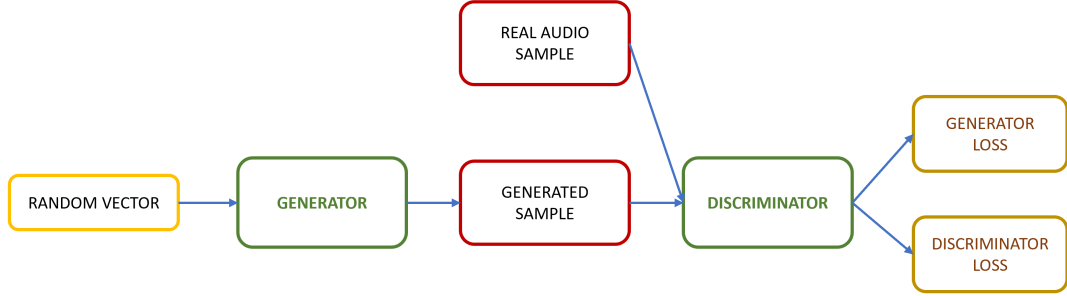 REAL AUDIO
SAMPLE
RANDOM VECTOR
GENERATOR
GENERATED
SAMPLE
DISCRIMINATOR
GENERATOR
LOSS
DISCRIMINATOR
LOSS